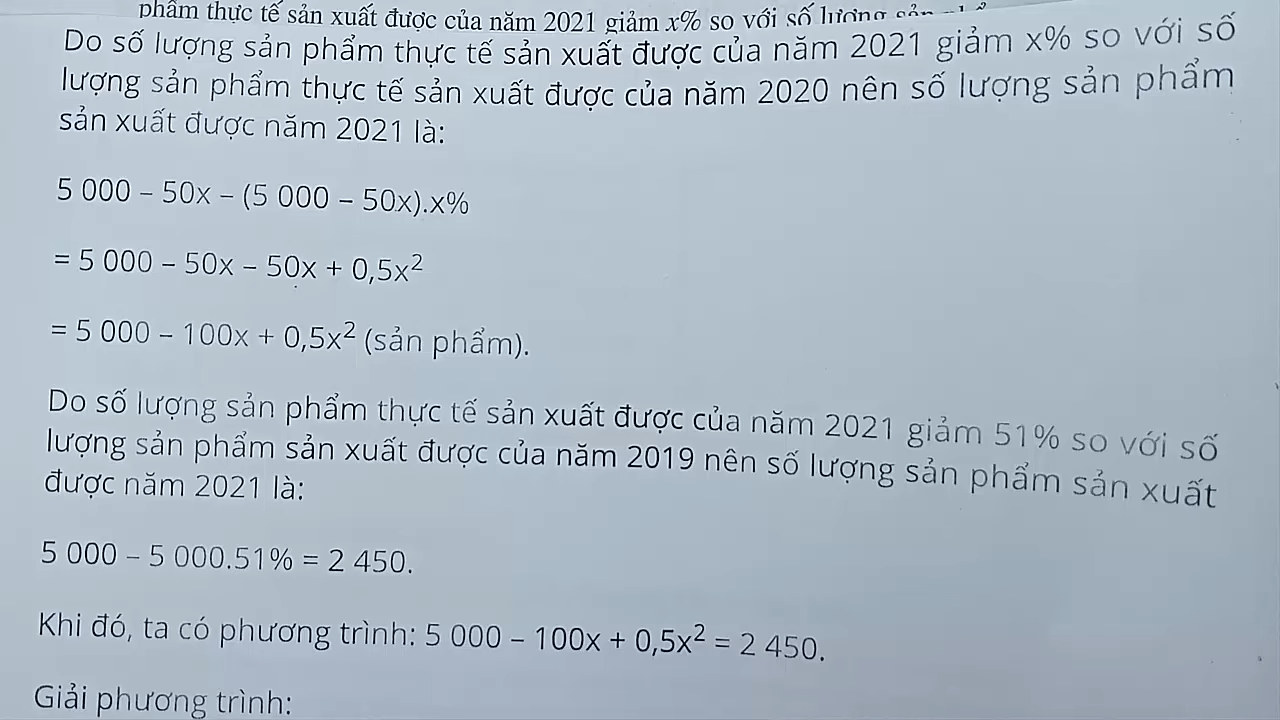 phẩm thực tế sản xuất được của năm 2021 giảm x% so với số lượng
Do số lượng sản phẩm thực tế sản xuất được của năm 2021 giảm x% so với số
lượng sản phẩm thực tế sản xuất được của năm 2020 nên số lượng sản phẩm
sản xuất được năm 2021 là:
5 000 – 50x – (5 000 – 50x).x%
= 5 000 – 50x – 50x + 0,5x²
= 5 000 – 100x + 0,5x² (sản phẩm).
Do số lượng sản phẩm thực tế sản xuất được của năm 2021 giảm 51% so với số
lượng sản phẩm sản xuất được của năm 2019 nên số lượng sản phẩm sản xuất
được năm 2021 là:
5 000 – 5 000.51% = 2 450.
Khi đó, ta có phương trình: 5 000 – 100x + 0,5x² = 2 450.
Giải phương trình: